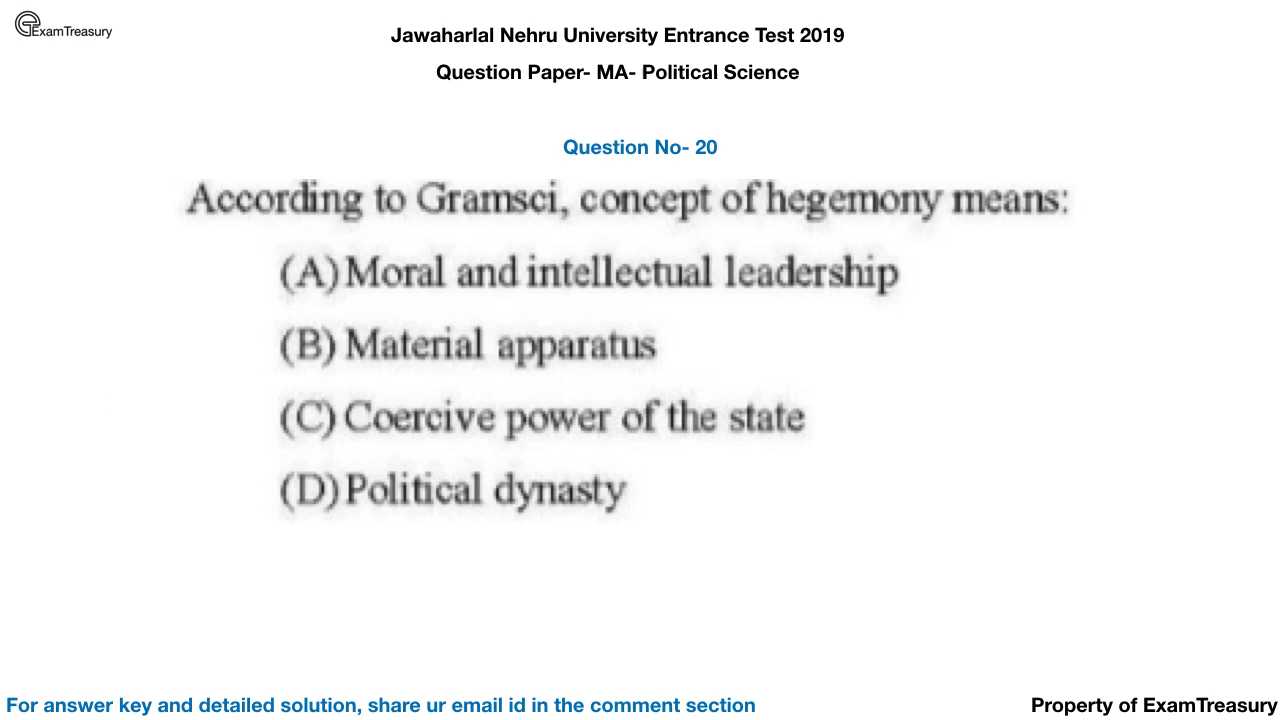 ExamTreasury
Jawaharlal Nehru University Entrance Test 2019
Question Paper- MA- Political Science
Question No- 20
According to Gramsci, concept of hegemony means:
(A) Moral and intellectual leadership
(B) Material apparatus
(C) Coercive power of the state
(D) Political dynasty
For answer key and detailed solution, share ur email id in the comment section
Property of ExamTreasury